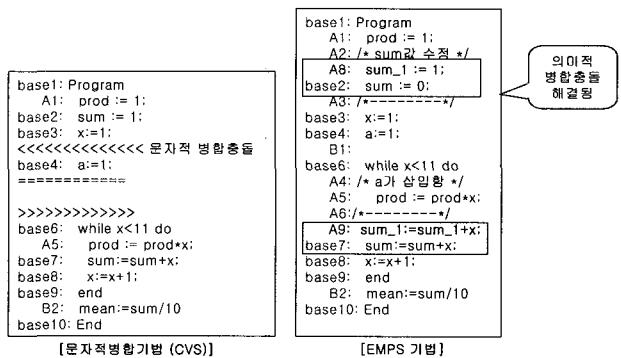 base1: Program
A1: prod := 1;
base2: sum := 1;
base3: x:=1;
<<<<<<<<<<<<<< 문자적 병합충돌
base4: a:=1;
============
>>>>>>>>>>>>>
base6: while x<11 do
A5: prod := prod*x;
base7: sum:=sum+x;
base8: x:=x+1;
base9: end
B2: mean:=sum/10
base10: End
[문자적병합기법 (CVS)]
base1: Program
A1: prod := 1;
A2: /* sum값 수정 */
A8: sum_1 := 1;
base2: sum := 0;
A3: /*---------*/
base3: x:=1;
base4: a:=1;
B1:
base6: while x<11 do
A4: /* a가 삽입함 */
A5: prod := prod*x;
A6:/*---------*/
A9: sum_1:=sum_1+x;
base7: sum:=sum+x;
base8: x:=x+1;
base9: end
B2: mean:=sum/10
base10: End
[EMPS 기법]
의미적
병합충돌
해결됨